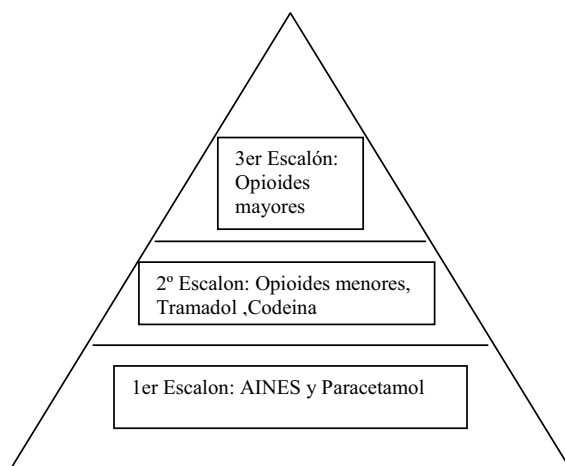 3er Escalón:
Opioides
mayores
2º Escalon: Opioides menores,
Tramadol ,Codeina
1er Escalon: AINES y Paracetamol